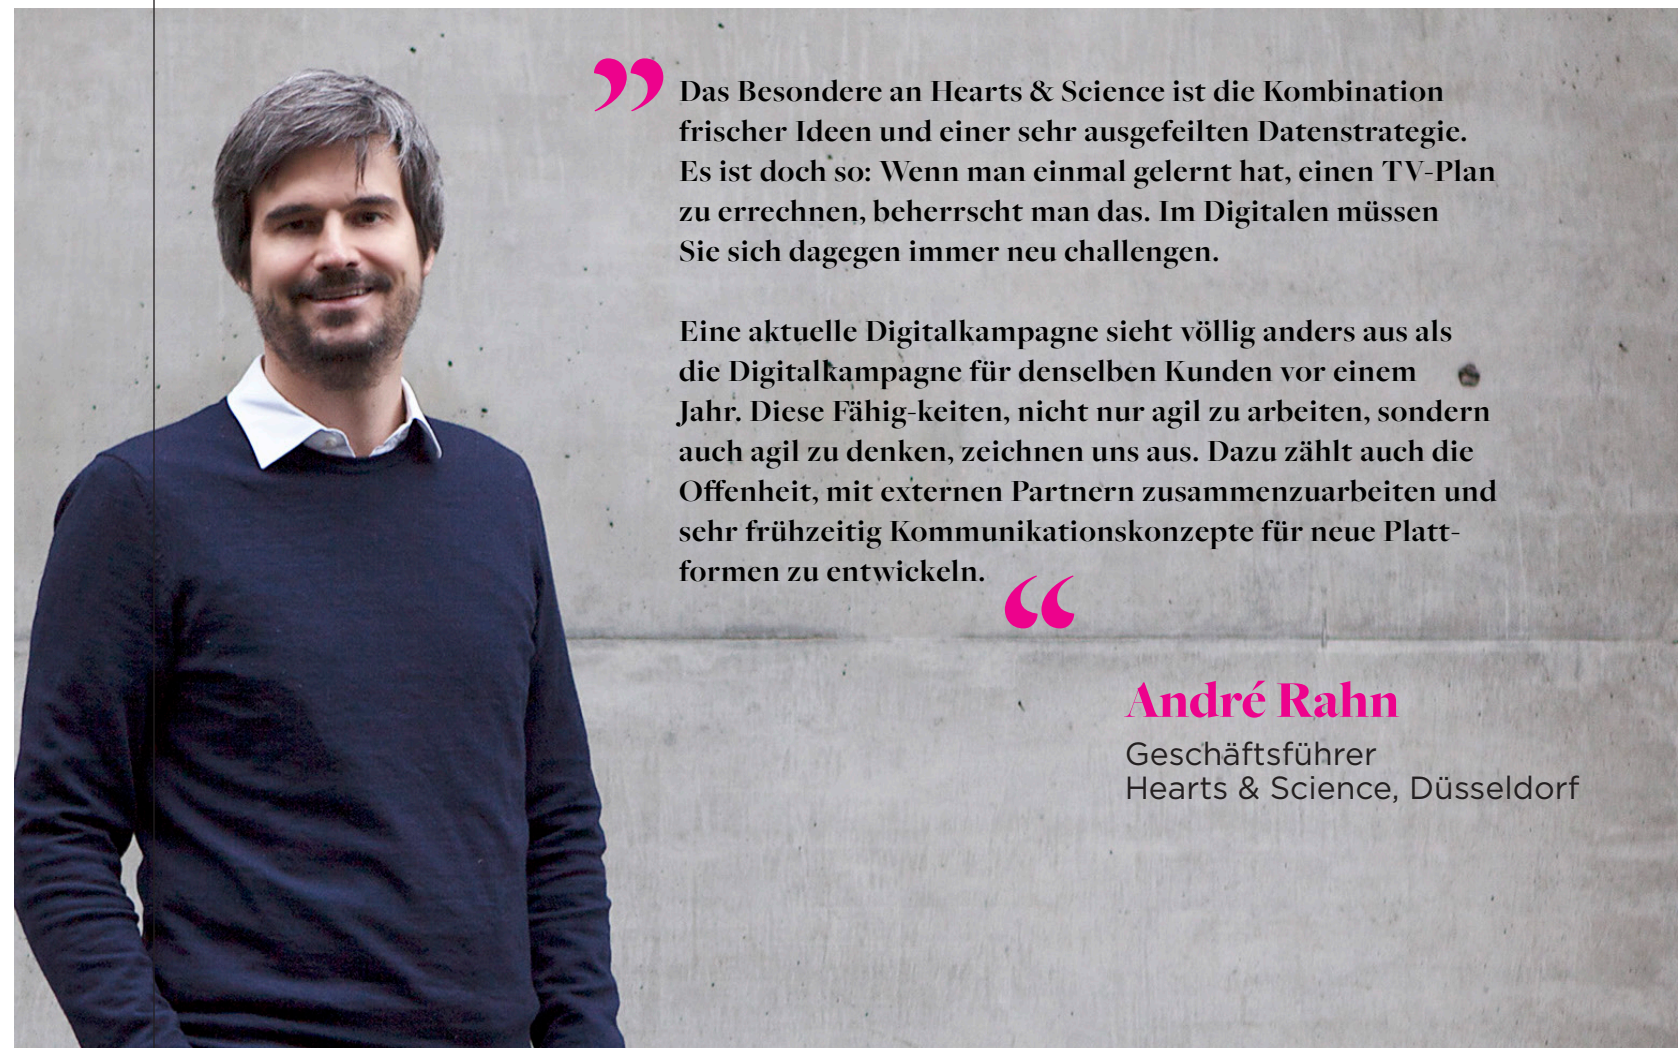 ” Das Besondere an Hearts & Science ist die Kombination
frischer Ideen und einer sehr ausgefeilten Datenstrategie.
Es ist doch so: Wenn man einmal gelernt hat, einen TV-Plan
zu errechnen, beherrscht man das. Im Digitalen müssen
Sie sich dagegen immer neu challengen.
Eine aktuelle Digitalkampagne sieht völlig anders aus als
die Digitalkampagne für denselben Kunden vor einem
Jahr. Diese Fähig-keiten, nicht nur agil zu arbeiten, sondern
auch agil zu denken, zeichnen uns aus. Dazu zählt auch die
Offenheit, mit externen Partnern zusammenzuarbeiten und
sehr frühzeitig Kommunikationskonzepte für neue Platt-
formen zu entwickeln. “
André Rahn
Geschäftsführer
Hearts & Science, Düsseldorf